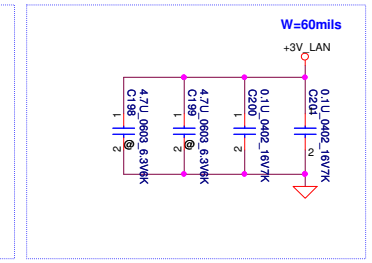 W=60mils
+3V_LAN
4.7U_0603_6.3V6K
C198
1
2
@
4.7U_0603_6.3V6K
C199
1
2
@
0.1U_0402_16V7K
C200
1
2
0.1U_0402_16V7K
C201
1
2